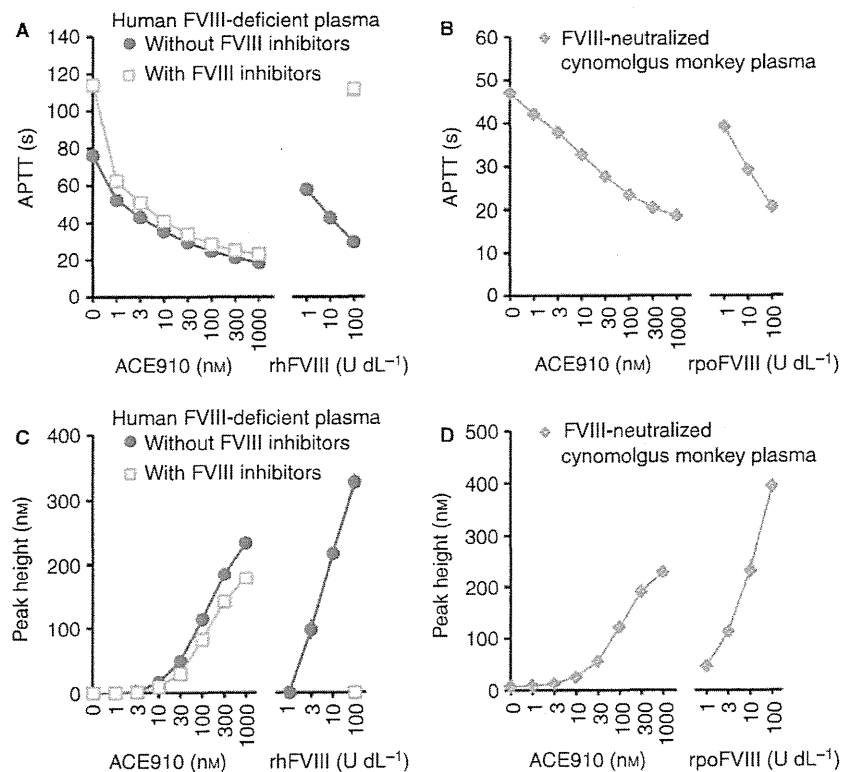 A
Human FVIII-deficient plasma
Without FVIII inhibitors
With FVIII inhibitors
APTT (s)
140
120
100
80
60
40
20
0
0 1 3 10 30 100 300 1000
1 10 100
ACE910 (nM) rhFVIII (U dL⁻¹)
B
FVIII-neutralized
cynomolgus monkey plasma
APTT (s)
60
50
40
30
20
10
0
0 1 3 10 30 100 300 1000
1 10 100
ACE910 (nM) rpoFVIII (U dL⁻¹)
C
Human FVIII-deficient plasma
Without FVIII inhibitors
With FVIII inhibitors
Peak height (nM)
400
300
200
100
0
0 1 3 10 30 100 300 1000
1 3 10 100
ACE910 (nM) rhFVIII (U dL⁻¹)
D
FVIII-neutralized
cynomolgus monkey plasma
Peak height (nM)
500
400
300
200
100
0
0 1 3 10 30 100 300 1000
1 3 10 100
ACE910 (nM) rpoFVIII (U dL⁻¹)